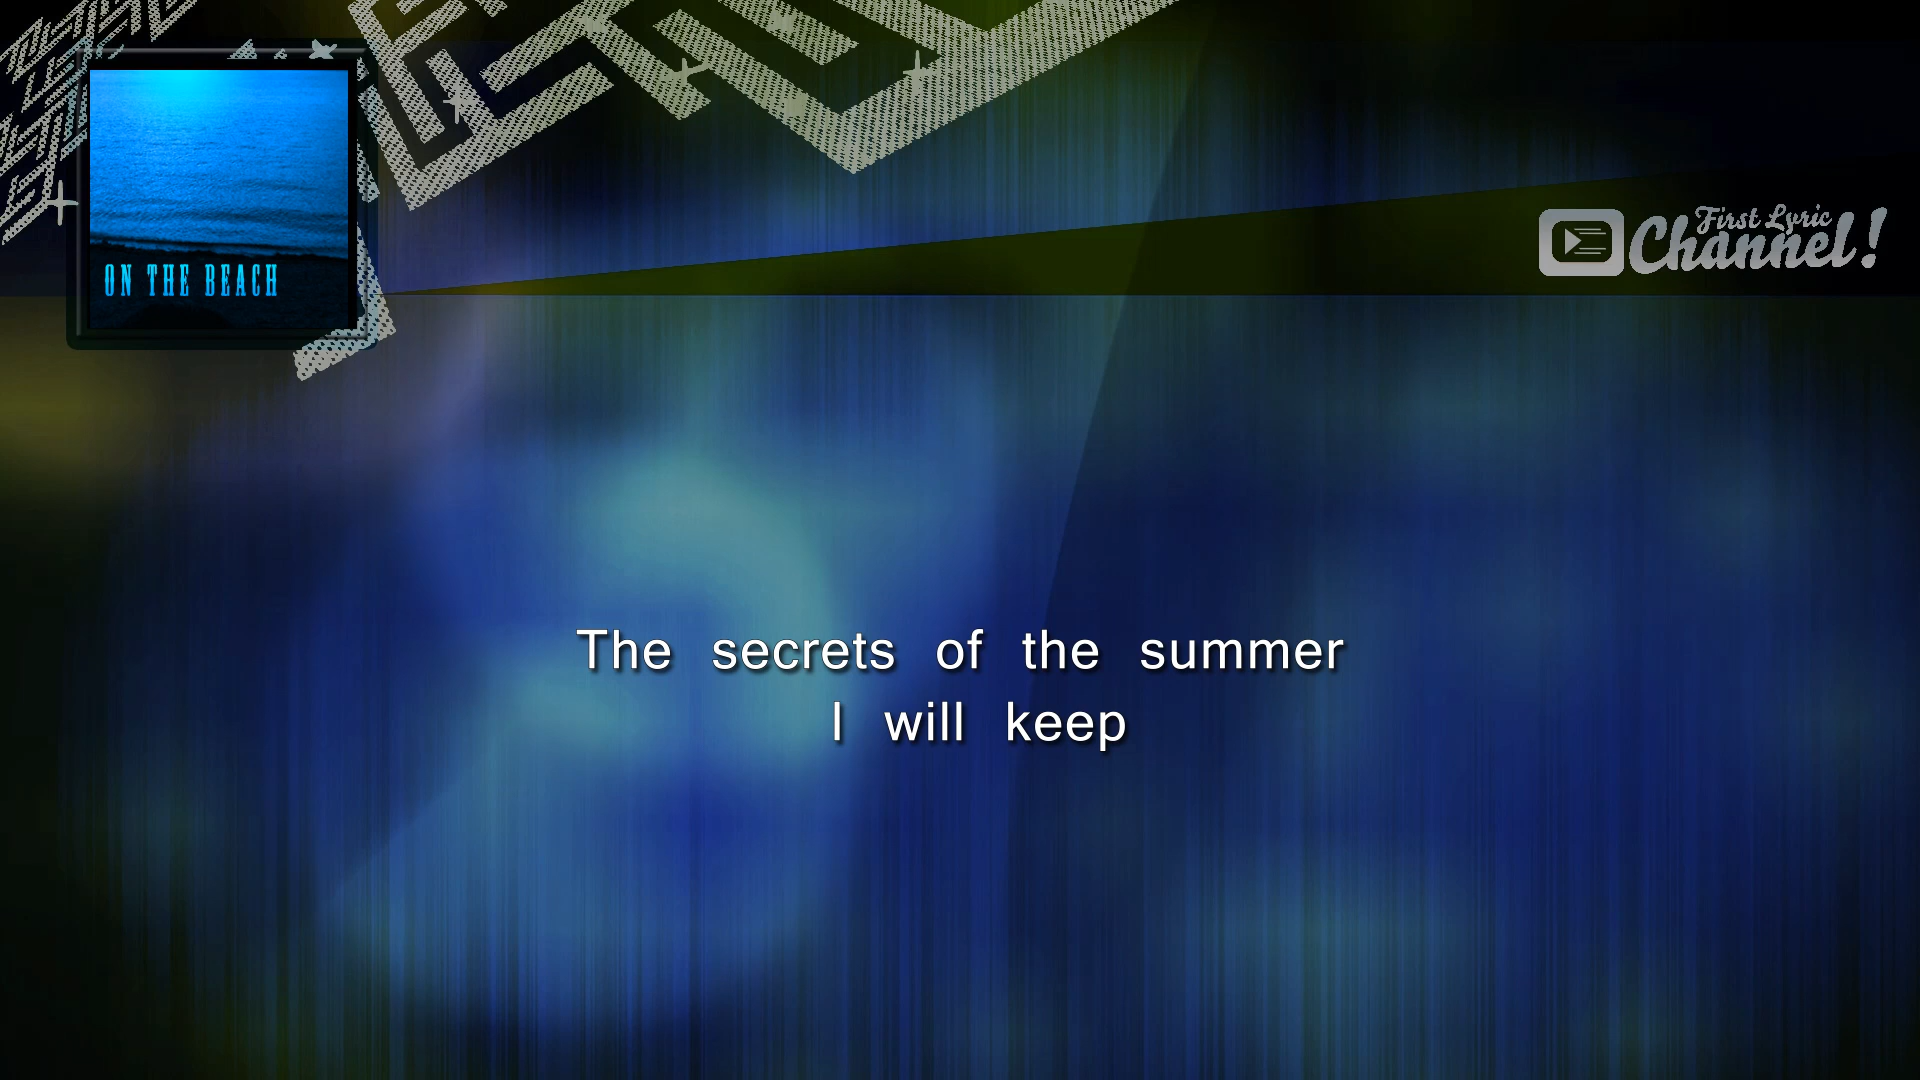 ON THE BEACH
First Lyric
Channel!
The secrets of the summer
I will keep